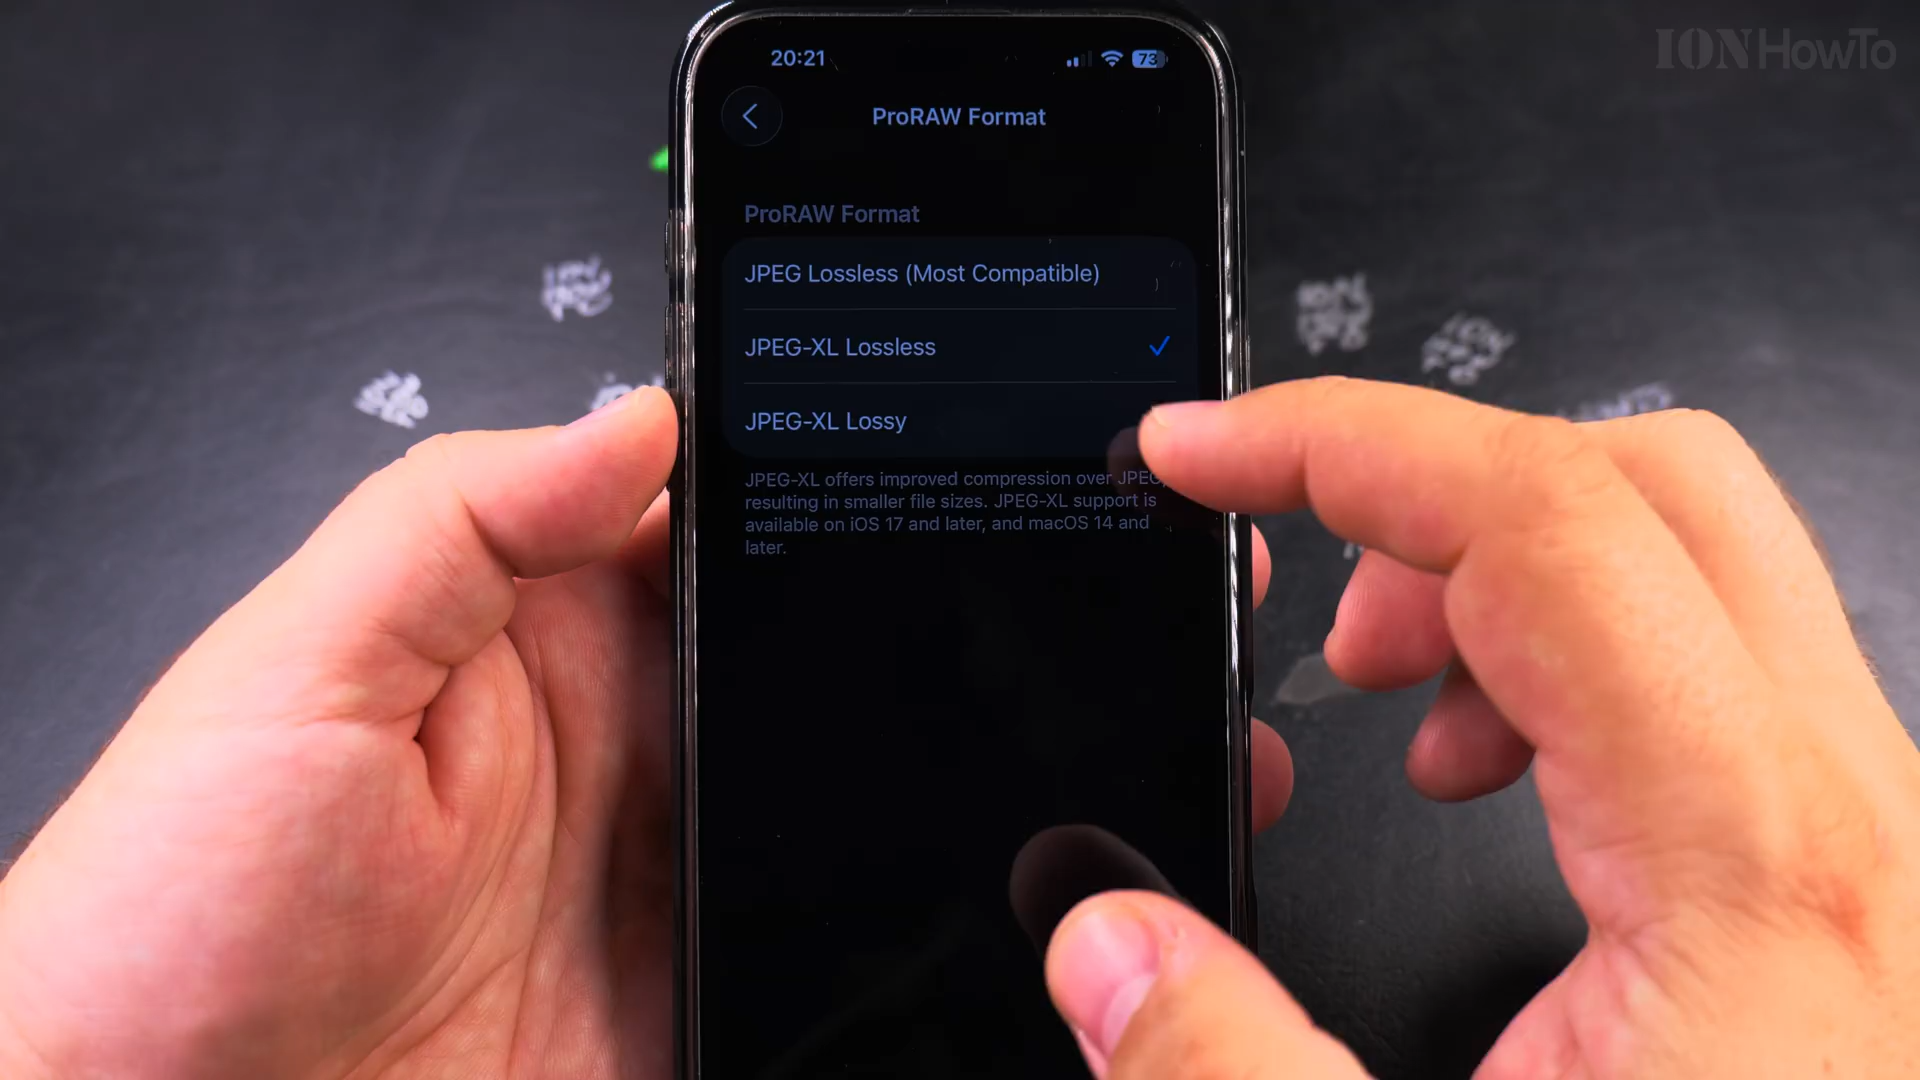 ION HowTo
20:21
73
ProRAW Format
ProRAW Format
JPEG Lossless (Most Compatible)
JPEG-XL Lossless
JPEG-XL Lossy
JPEG-XL offers improved compression over JPEG,
resulting in smaller file sizes. JPEG-XL support is
available on iOS 17 and later, and macOS 14 and
later.